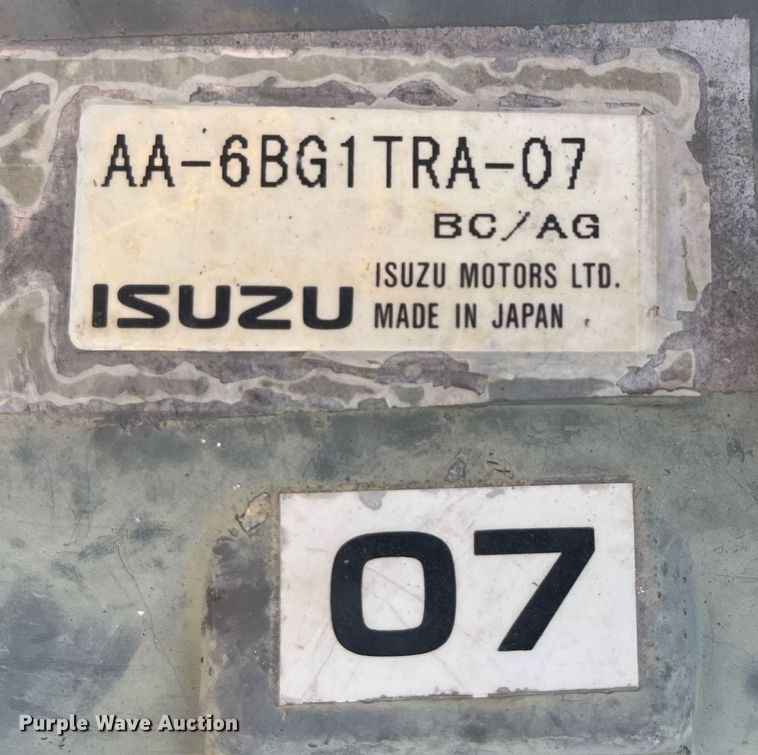 AA-6BG1TRA-07
BC/AG
ISUZU ISUZU MOTORS LTD.
MADE IN JAPAN
07
Purple Wave Auction